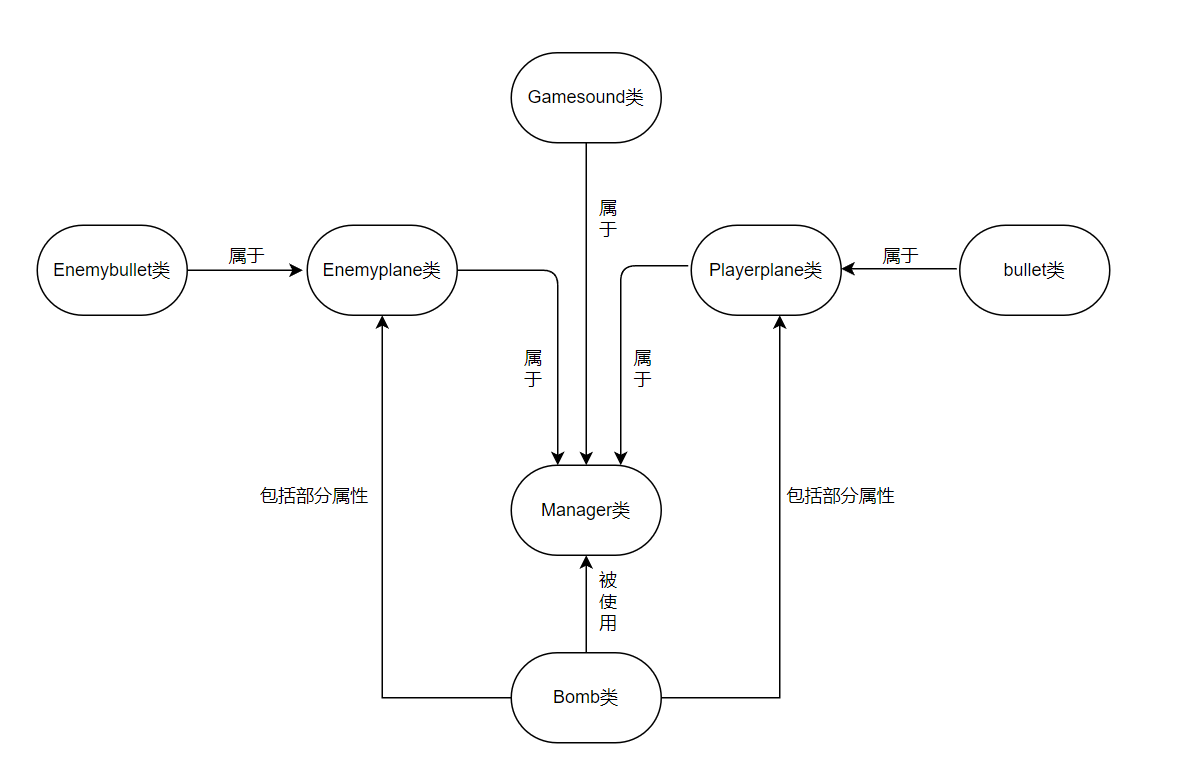 Gamesound类
属
于
Enemybullet类
属于
Enemyplane类
Playerplane类
属于
bullet类
属
于
属
于
包括部分属性
包括部分属性
Manager类
被
使
用
Bomb类